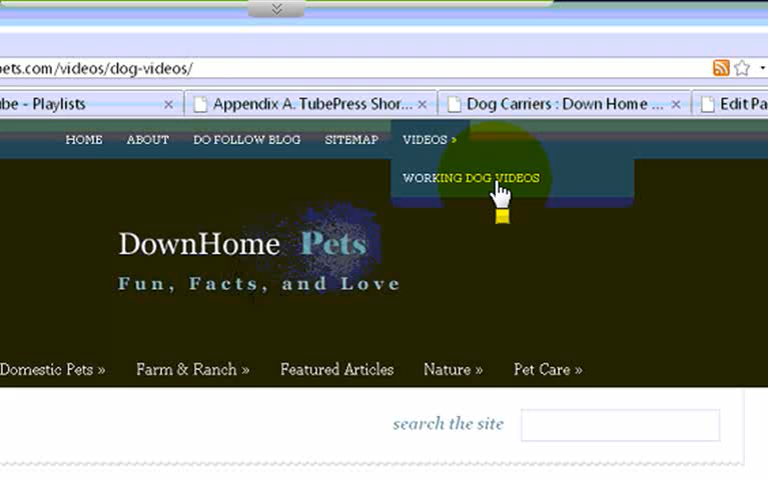 ets.com/videos/dog-videos/
be - Playlists
Appendix A. TubePress Shor...
Dog Carriers : Down Home ...
Edit Pa
HOME ABOUT DO FOLLOW BLOG SITEMAP VIDEOS »
WORKING DOG VIDEOS
DownHome Pets
Fun, Facts, and Love
Domestic Pets » Farm & Ranch » Featured Articles Nature » Pet Care »
search the site